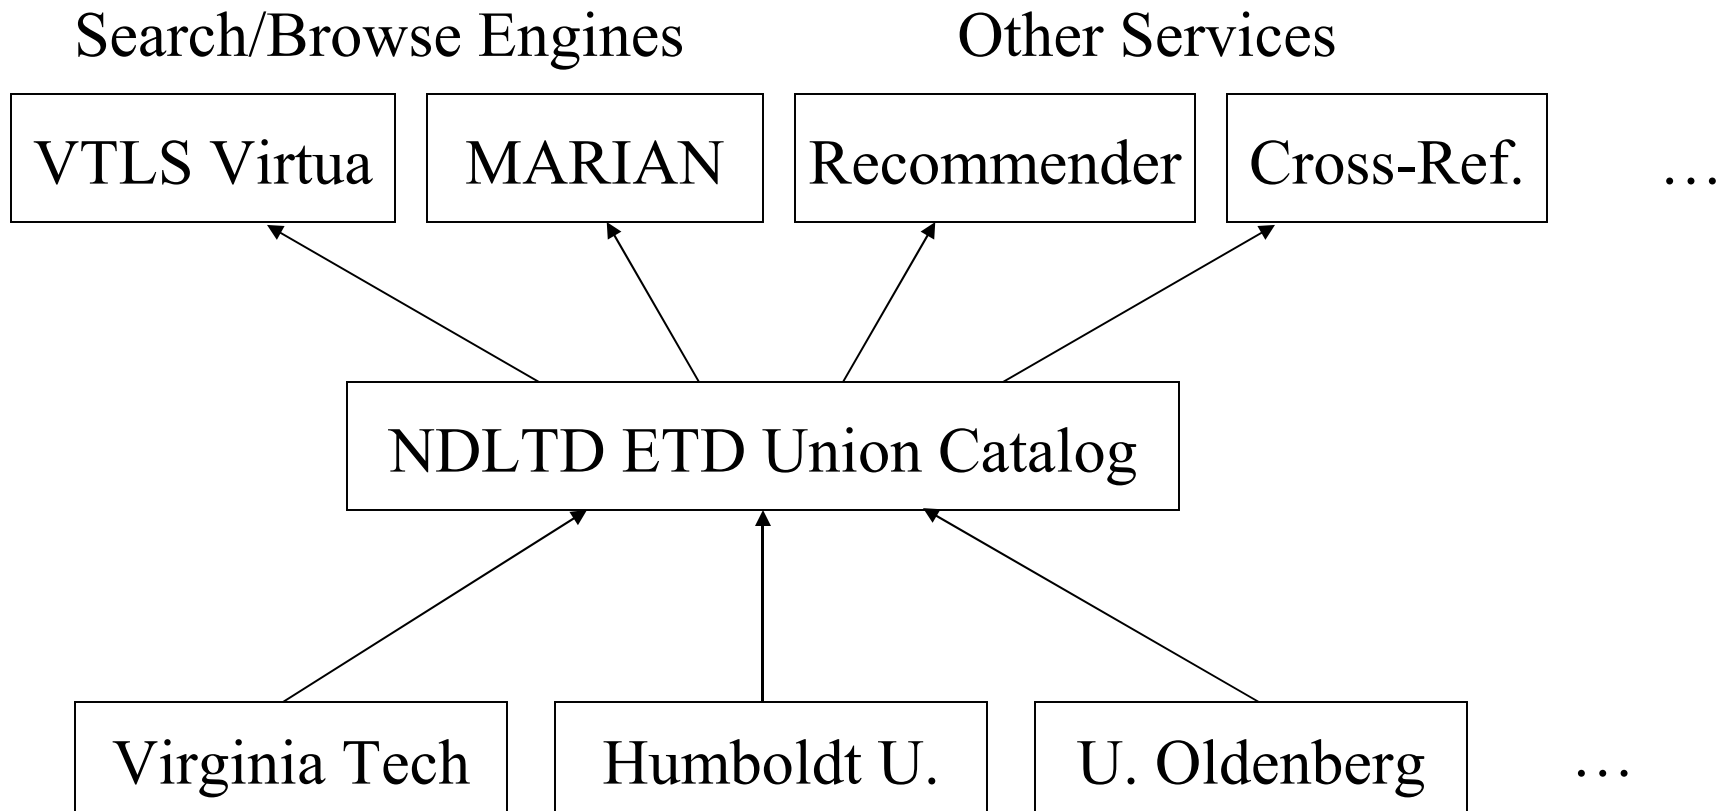 Search/Browse Engines Other Services
VTLS Virtua MARIAN Recommender Cross-Ref. …
NDLTD ETD Union Catalog
Virginia Tech Humboldt U. U. Oldenberg …